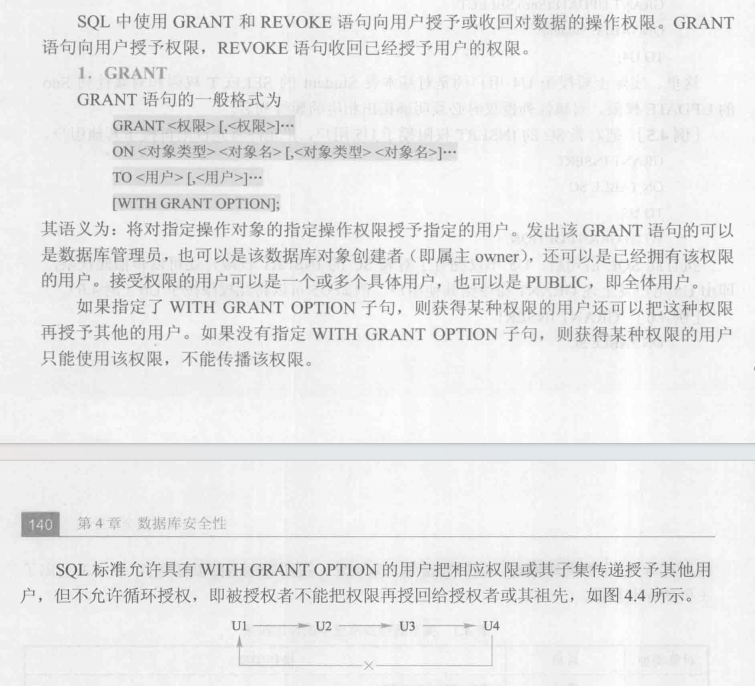 SQL 中使用 GRANT 和 REVOKE 语句向用户授予或收回对数据的操作权限。GRANT
语句向用户授予权限，REVOKE 语句收回已经授予用户的权限。
1. GRANT
GRANT 语句的一般格式为
GRANT <权限> [,<权限>]…
ON <对象类型> <对象名> [,<对象类型> <对象名>]…
TO <用户> [,<用户>]…
[WITH GRANT OPTION];
其语义为：将对指定操作对象的指定操作权限授予指定的用户。发出该 GRANT 语句的可以
是数据库管理员，也可以是该数据库对象创建者（即属主 owner），还可以是已经拥有该权限
的用户。接受权限的用户可以是一个或多个具体用户，也可以是 PUBLIC，即全体用户。
如果指定了 WITH GRANT OPTION 子句，则获得某种权限的用户还可以把这种权限
再授予其他的用户。如果没有指定 WITH GRANT OPTION 子句，则获得某种权限的用户
只能使用该权限，不能传播该权限。
140 第 4 章 数据库安全性
SQL 标准允许具有 WITH GRANT OPTION 的用户把相应权限或其子集传递授予其他用
户，但不允许循环授权，即被授权者不能把权限再授回给授权者或其祖先，如图 4.4 所示。
U1 U2 U3 U4